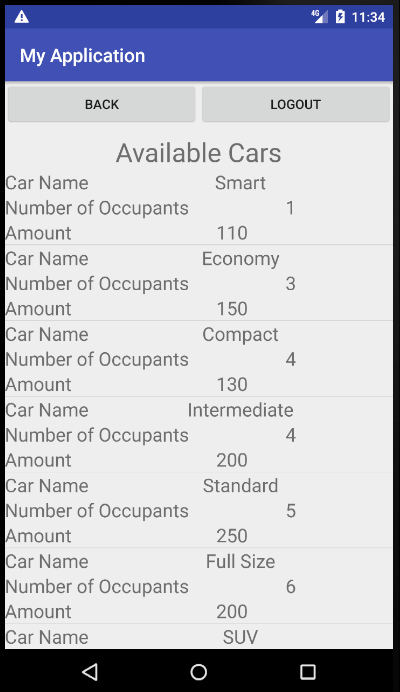 4G 11:34
My Application
BACK LOGOUT
Available Cars
Car Name Smart
Number of Occupants 1
Amount 110
Car Name Economy
Number of Occupants 3
Amount 150
Car Name Compact
Number of Occupants 4
Amount 130
Car Name Intermediate
Number of Occupants 4
Amount 200
Car Name Standard
Number of Occupants 5
Amount 250
Car Name Full Size
Number of Occupants 6
Amount 200
Car Name SUV